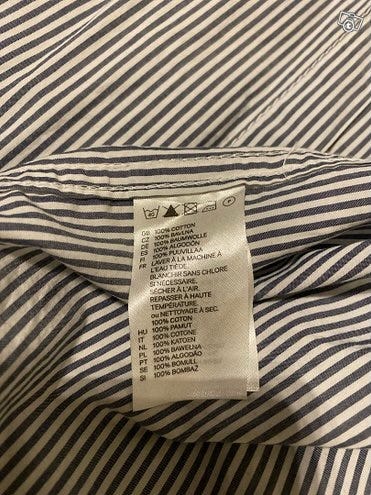 40
GB 100% COTTON
CZ 100% BAVLNA
DE 100% BAUMWOLLE
ES 100% ALGODÓN
FI 100% PUUVILLAA
FR LAVER À LA MACHINE À
L'EAU TIÈDE.
BLANCHIR SANS CHLORE
SI NÉCESSAIRE.
SÉCHER À L'AIR.
REPASSER À HAUTE
TEMPÉRATURE.
OU NETTOYAGE À SEC.
100% COTON
HU 100% PAMUT
IT 100% COTONE
NL 100% KATOEN
PL 100% BAWEŁNA
PT 100% ALGODÃO
SE 100% BOMULL
SI 100% BOMBAŽ